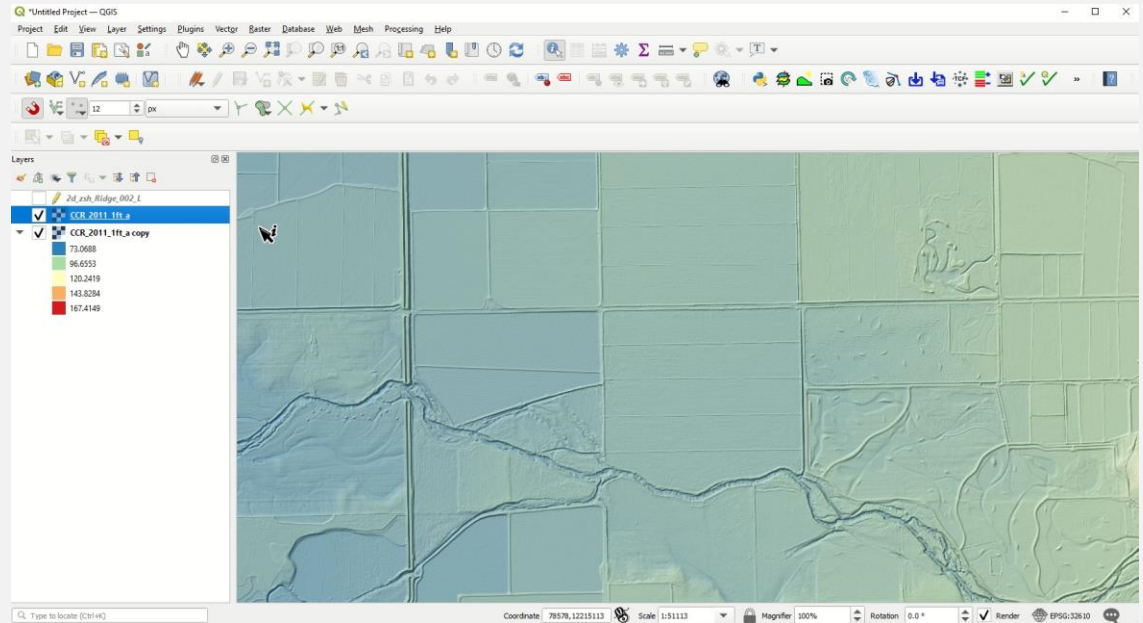 *Untitled Project — QGIS
Project Edit View Layer Settings Plugins Vector Raster Database Web Mesh Processing Help
12 px
Layers
2d_zsh_Ridge_002_L
CCR_2011_1ft_a
CCR_2011_1ft_a copy
73.0688
96.6553
120.2419
143.8284
167.4149
Type to locate (Ctrl+K) Coordinate 78578,12215113 Scale 1:51113 Magnifier 100% Rotation 0.0 ° Render EPSG:32610